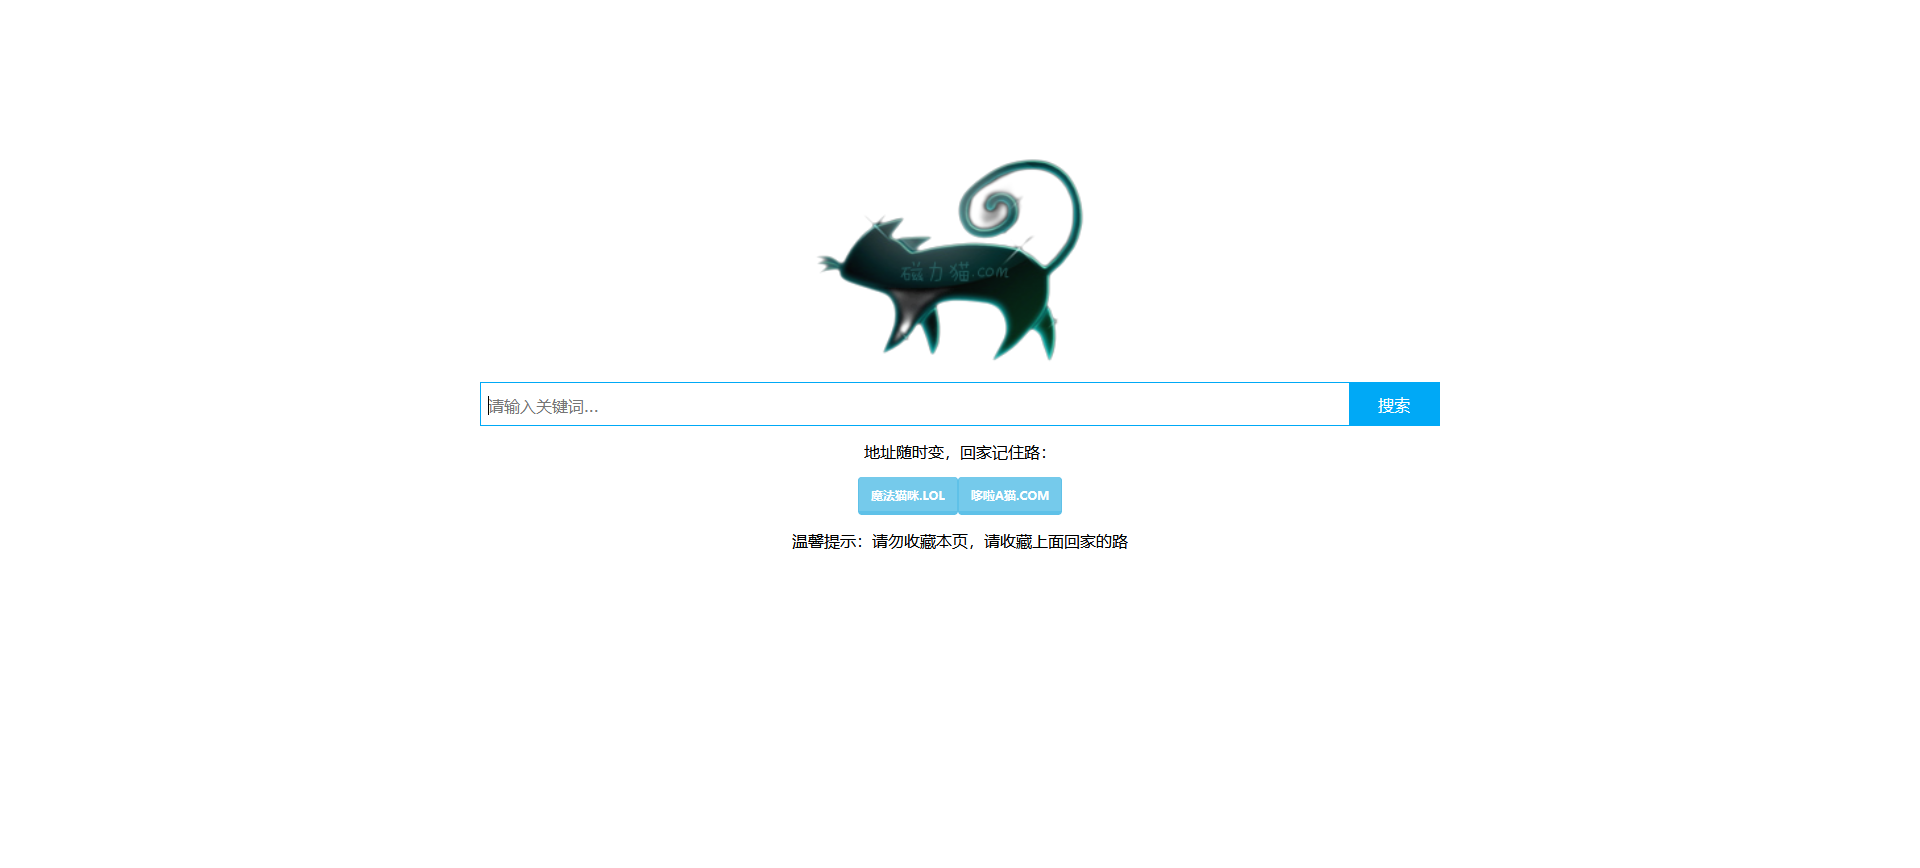 磁力猫.COM
请输入关键词...
搜索
地址随时变，回家记住路：
魔法猫咪.LOL
哆啦A猫.COM
温馨提示：请勿收藏本页，请收藏上面回家的路